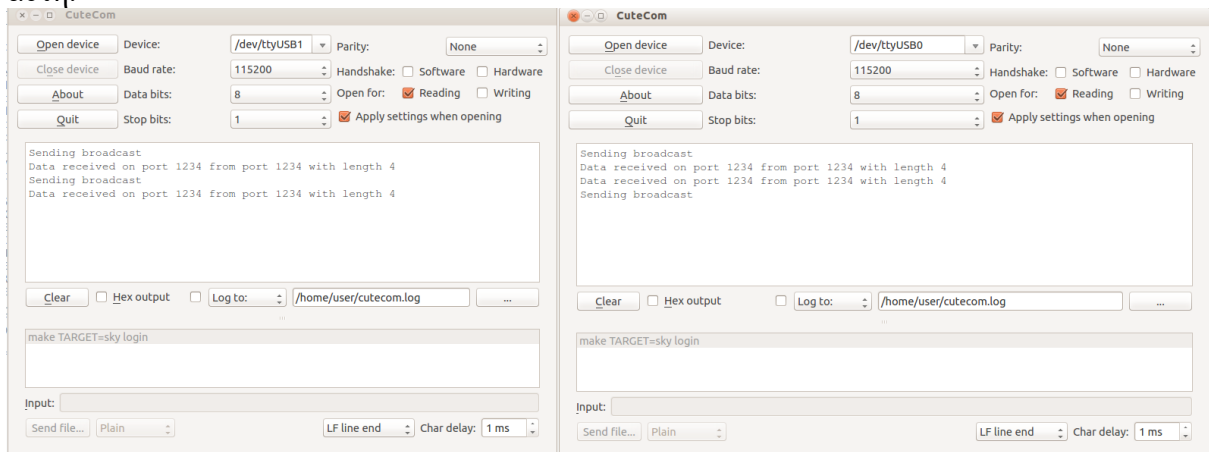 CuteCom
Open device Device: /dev/ttyUSB1 Parity: None
Close device Baud rate: 115200 Handshake: Software Hardware
About Data bits: 8 Open for: Reading Writing
Quit Stop bits: 1 Apply settings when opening
Sending broadcast
Data received on port 1234 from port 1234 with length 4
Sending broadcast
Data received on port 1234 from port 1234 with length 4
Clear Hex output Log to: /home/user/cutecom.log ...
make TARGET=sky login
Input:
Send file... Plain LF line end Char delay: 1 ms
CuteCom
Open device Device: /dev/ttyUSB0 Parity: None
Close device Baud rate: 115200 Handshake: Software Hardware
About Data bits: 8 Open for: Reading Writing
Quit Stop bits: 1 Apply settings when opening
Sending broadcast
Data received on port 1234 from port 1234 with length 4
Data received on port 1234 from port 1234 with length 4
Sending broadcast
Clear Hex output Log to: /home/user/cutecom.log ...
make TARGET=sky login
Input:
Send file... Plain LF line end Char delay: 1 ms